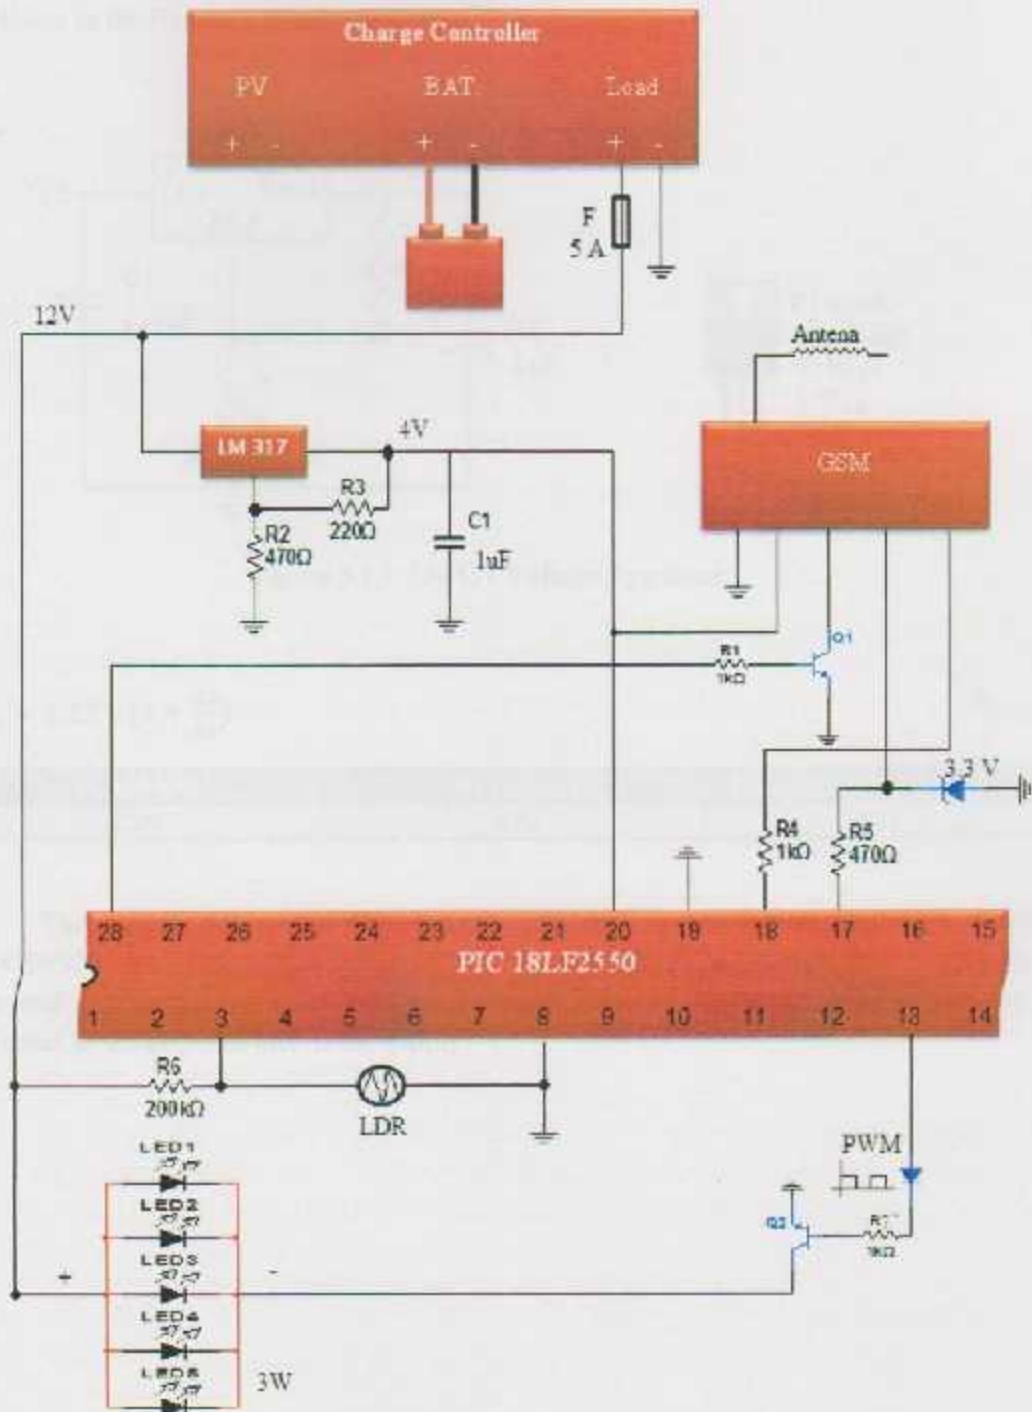 Charge Controller
PV BAT. Load
+ - + - + -
F
5 A
12V
Antena
LM 317
4V
GSM
R3
220Ω
R2
470Ω
C1
1uF
Q1
R1
1kΩ
3.3 V
R4
1kΩ
R5
470Ω
28 27 26 25 24 23 22 21 20 19 18 17 16 15
PIC 18LF2550
1 2 3 4 5 6 7 8 9 10 11 12 13 14
R6
200kΩ
LDR
PWM
LED1
Q2
1kΩ
LED2
LED3
+ -
LED4
LED5
3W